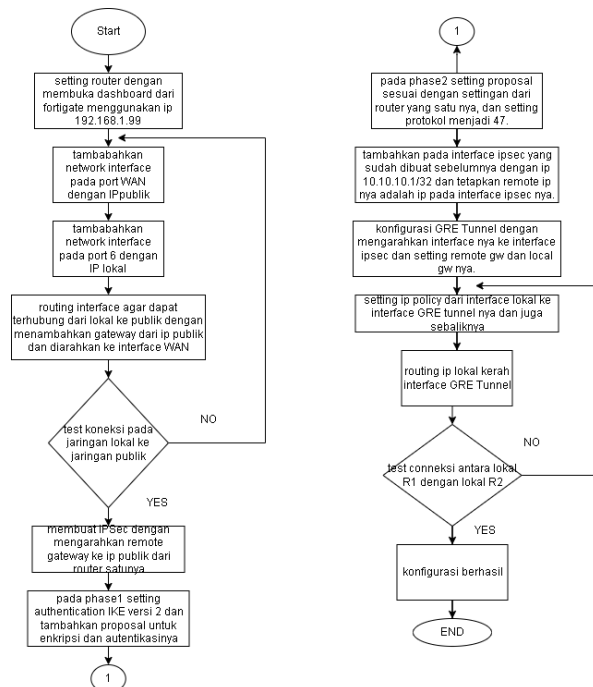 Start
setting router dengan
membuka dashboard dari
fortigate menggunakan ip
192.168.1.99
tambabahkan
network interface
pada port WAN
dengan IPpublik
tambabahkan
network interface
pada port 6 dengan
IP lokal
routing interface agar dapat
terhubung dari lokal ke publik dengan
menambahkan gateway dari ip publik
dan diarahkan ke interface WAN
test koneksi pada
jaringan lokal ke
jaringan publik
NO
YES
membuat IPSec dengan
mengarahkan remote
gateway ke ip publik dari
router satunya
pada phase1 setting
authentication IKE versi 2 dan
tambahkan proposal untuk
enkripsi dan autentikasinya
1
1
pada phase2 setting proposal
sesuai dengan settingan dari
router yang satu nya, dan setting
protokol menjadi 47.
tambahkan pada interface ipsec yang
sudah dibuat sebelumnya dengan ip
10.10.10.1/32 dan tetapkan remote ip
nya adalah ip pada interface ipsec nya.
konfigurasi GRE Tunnel dengan
mengarahkan interface nya ke interface
ipsec dan setting remote gw dan local
gw nya.
setting ip policy dari interface lokal ke
interface GRE tunnel nya dan juga
sebaliknya
routing ip lokal kerah
interface GRE Tunnel
test conneksi antara lokal
R1 dengan lokal R2
NO
YES
konfigurasi berhasil
END